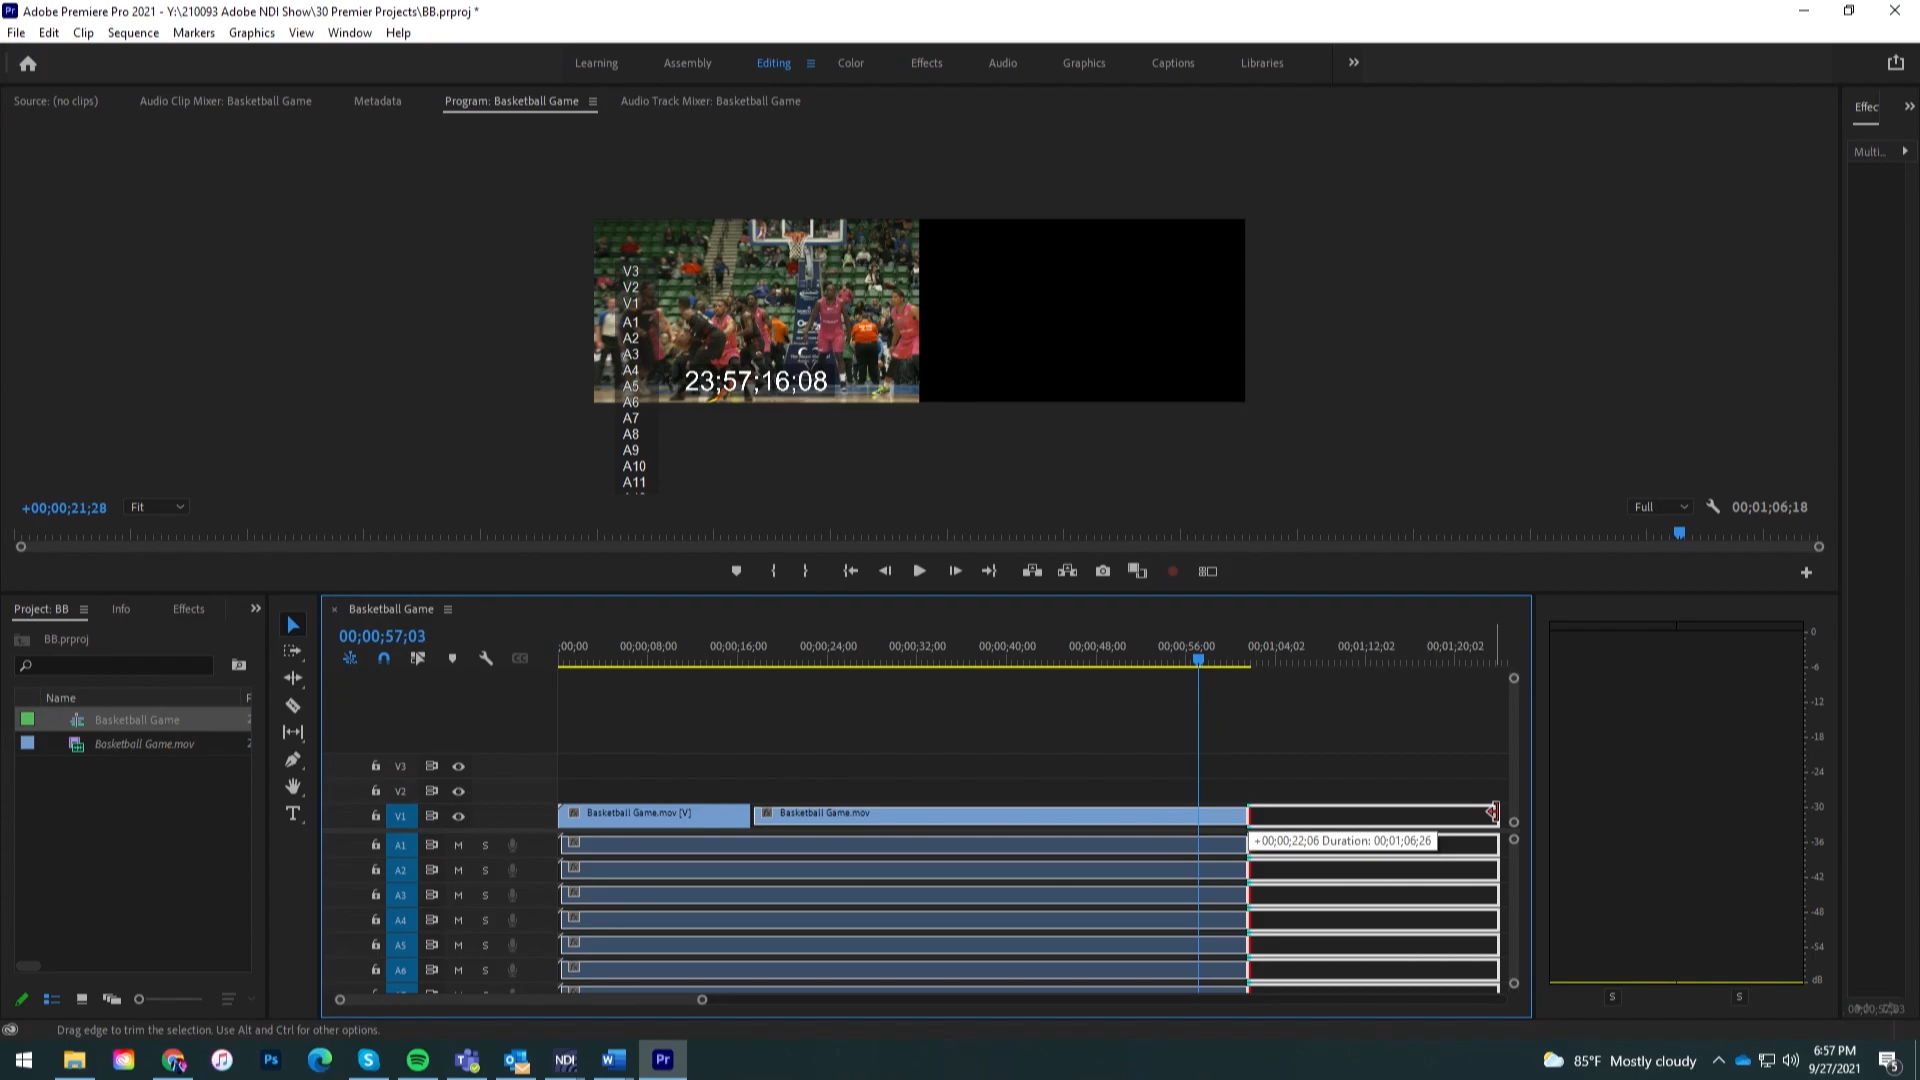 Pr Adobe Premiere Pro 2021 - Y:\210093 Adobe NDI Show\30 Premier Projects\BB.prproj *
File Edit Clip Sequence Markers Graphics View Window Help
Learning Assembly Editing Color Effects Audio Graphics Captions Libraries
Source: (no clips) Audio Clip Mixer: Basketball Game Metadata Program: Basketball Game Audio Track Mixer: Basketball Game
Effec
Multi...
V3
V2
V1
A1
A2
A3
A4
A5
A6
A7
A8
A9
A10
A11
23;57;16;08
+00;00;21;28 Fit Full 00;01;06;18
Project: BB Info Effects
BB.prproj
Name
Basketball Game
Basketball Game.mov
Basketball Game
00;00;57;03
;00;00 00;00;08;00 00;00;16;00 00;00;24;00 00;00;32;00 00;00;40;00 00;00;48;00 00;00;56;00 00;01;04;02 00;01;12;02 00;01;20;02
V3
V2
V1 Basketball Game.mov [V] Basketball Game.mov
+00;00;22;06 Duration: 00;01;06;26
A1 M S
A2 M S
A3 M S
A4 M S
A5 M S
A6 M S
0
-6
-12
-18
-24
-30
-36
-42
-48
-54
dB
S S
Drag edge to trim the selection. Use Alt and Ctrl for other options.
Ps NDI W Pr
85°F Mostly cloudy
6:57 PM
9/27/2021
5